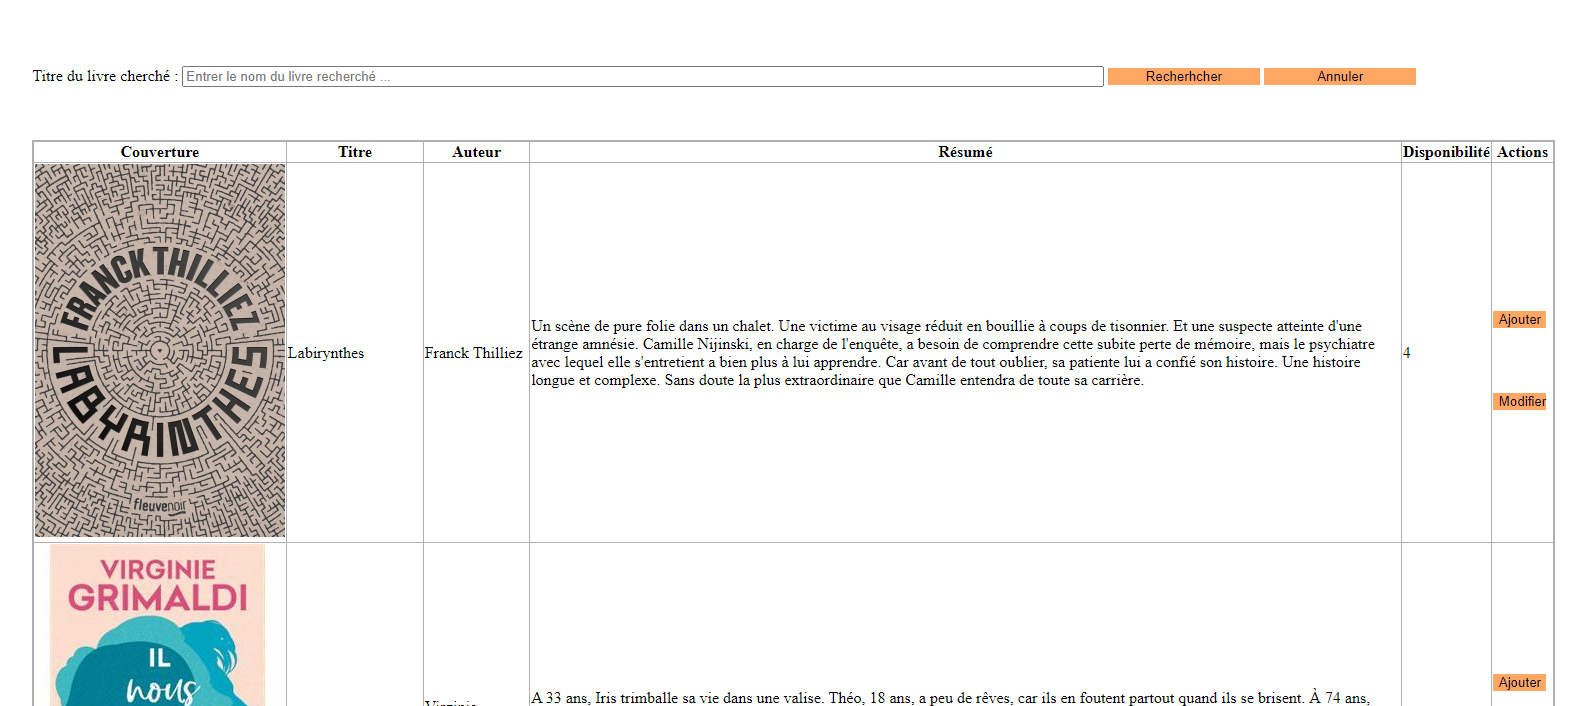 Titre du livre cherché : Entrer le nom du livre recherché ... Recherhcher Annuler
Couverture Titre Auteur Résumé Disponibilité Actions
FRANCK THILLIEZ
LABYRINTHES
fleuvenoir
Labirynthes
Franck Thilliez
Un scène de pure folie dans un chalet. Une victime au visage réduit en bouillie à coups de tisonnier. Et une suspecte atteinte d'une
étrange amnésie. Camille Nijinski, en charge de l'enquête, a besoin de comprendre cette subite perte de mémoire, mais le psychiatre
avec lequel elle s'entretient a bien plus à lui apprendre. Car avant de tout oublier, sa patiente lui a confié son histoire. Une histoire
longue et complexe. Sans doute la plus extraordinaire que Camille entendra de toute sa carrière.
4
Ajouter
Modifier
VIRGINIE
GRIMALDI
IL
nous
Virginie
A 33 ans, Iris trimballe sa vie dans une valise. Théo, 18 ans, a peu de rêves, car ils en foutent partout quand ils se brisent. À 74 ans,
Ajouter